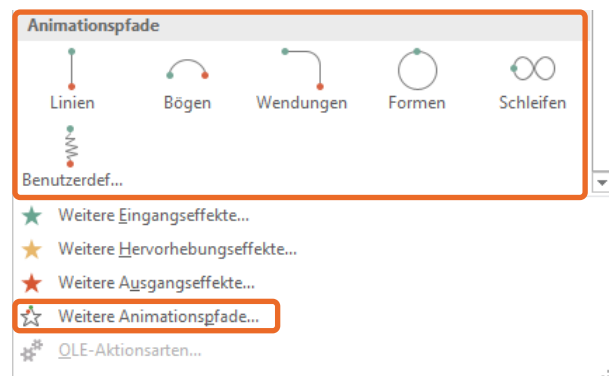 Animationspfade
Linien Bögen Wendungen Formen Schleifen
Benutzerdef...
Weitere Eingangseffekte...
Weitere Hervorhebungseffekte...
Weitere Ausgangseffekte...
Weitere Animationspfade...
OLE-Aktionsarten...